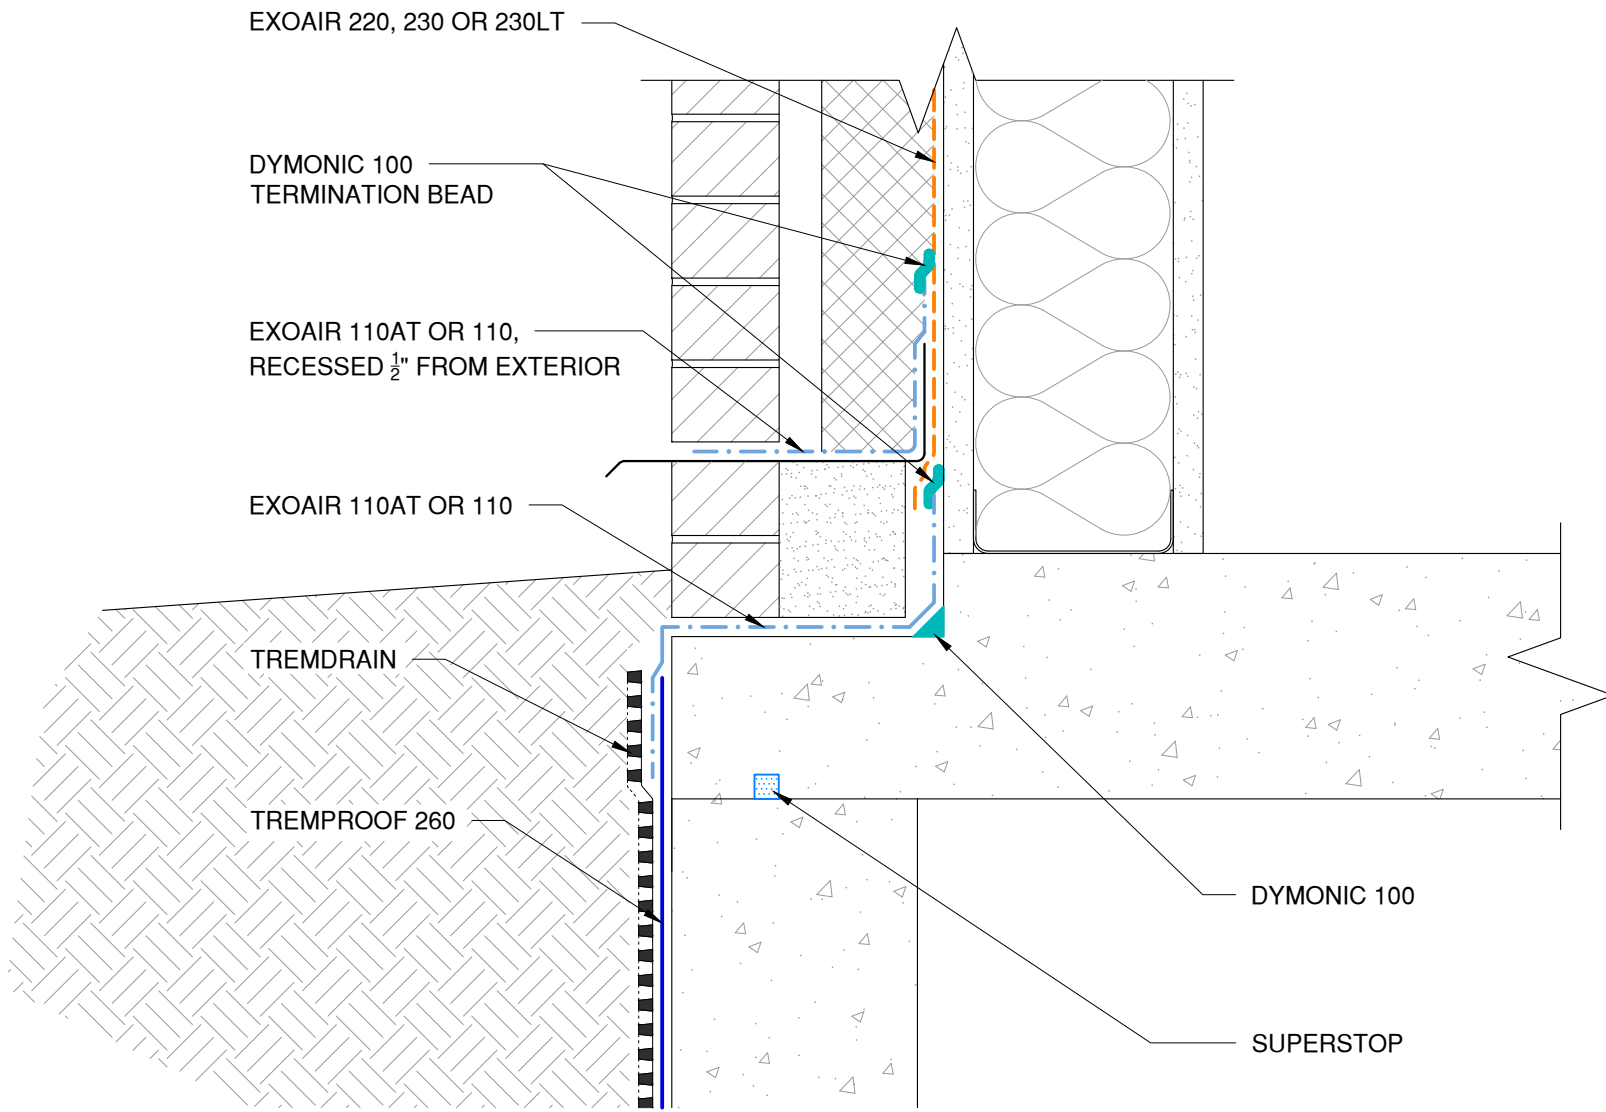 EXOAIR 220, 230 OR 230LT
DYMONIC 100
TERMINATION BEAD
EXOAIR 110AT OR 110,
RECESSED 1/2" FROM EXTERIOR
EXOAIR 110AT OR 110
TREMDRAIN
TREMPROOF 260
DYMONIC 100
SUPERSTOP